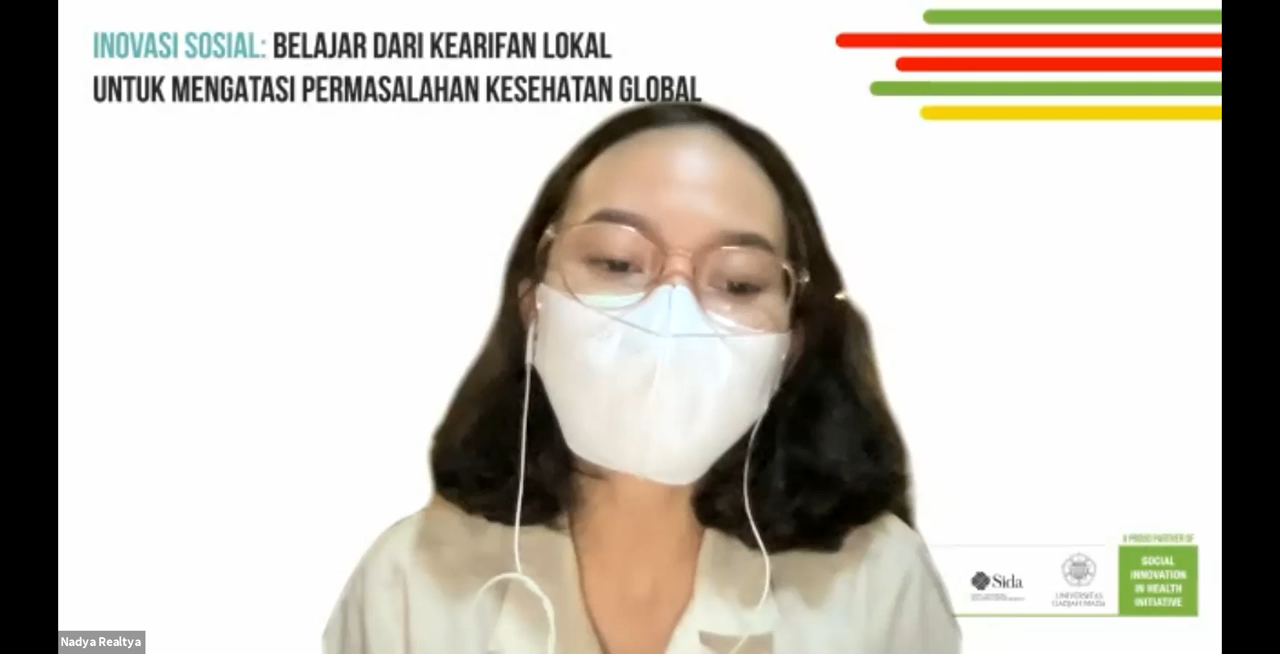 INOVASI SOSIAL: BELAJAR DARI KEARIFAN LOKAL
UNTUK MENGATASI PERMASALAHAN KESEHATAN GLOBAL
A PROUD PARTNER OF
SOCIAL
INNOVATION
IN HEALTH
INITIATIVE
Sida
UNIVERSITAS
GADJAH MADA
Nadya Realtya